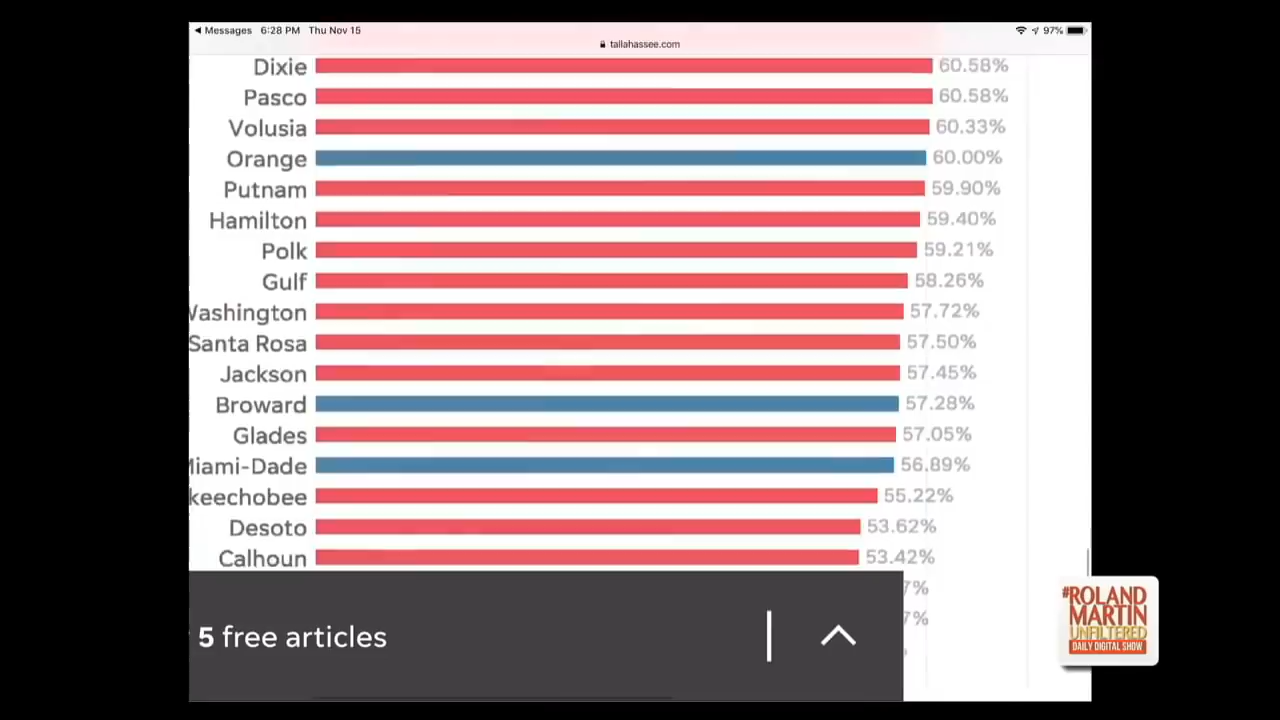 Messages 6:28 PM Thu Nov 15 97%
tallahassee.com
Dixie 60.58%
Pasco 60.58%
Volusia 60.33%
Orange 60.00%
Putnam 59.90%
Hamilton 59.40%
Polk 59.21%
Gulf 58.26%
Washington 57.72%
Santa Rosa 57.50%
Jackson 57.45%
Broward 57.28%
Glades 57.05%
Miami-Dade 56.89%
keechobee 55.22%
Desoto 53.62%
Calhoun 53.42%
7%
7%
5 free articles
#ROLAND
MARTIN
UNFILTERED
DAILY DIGITAL SHOW